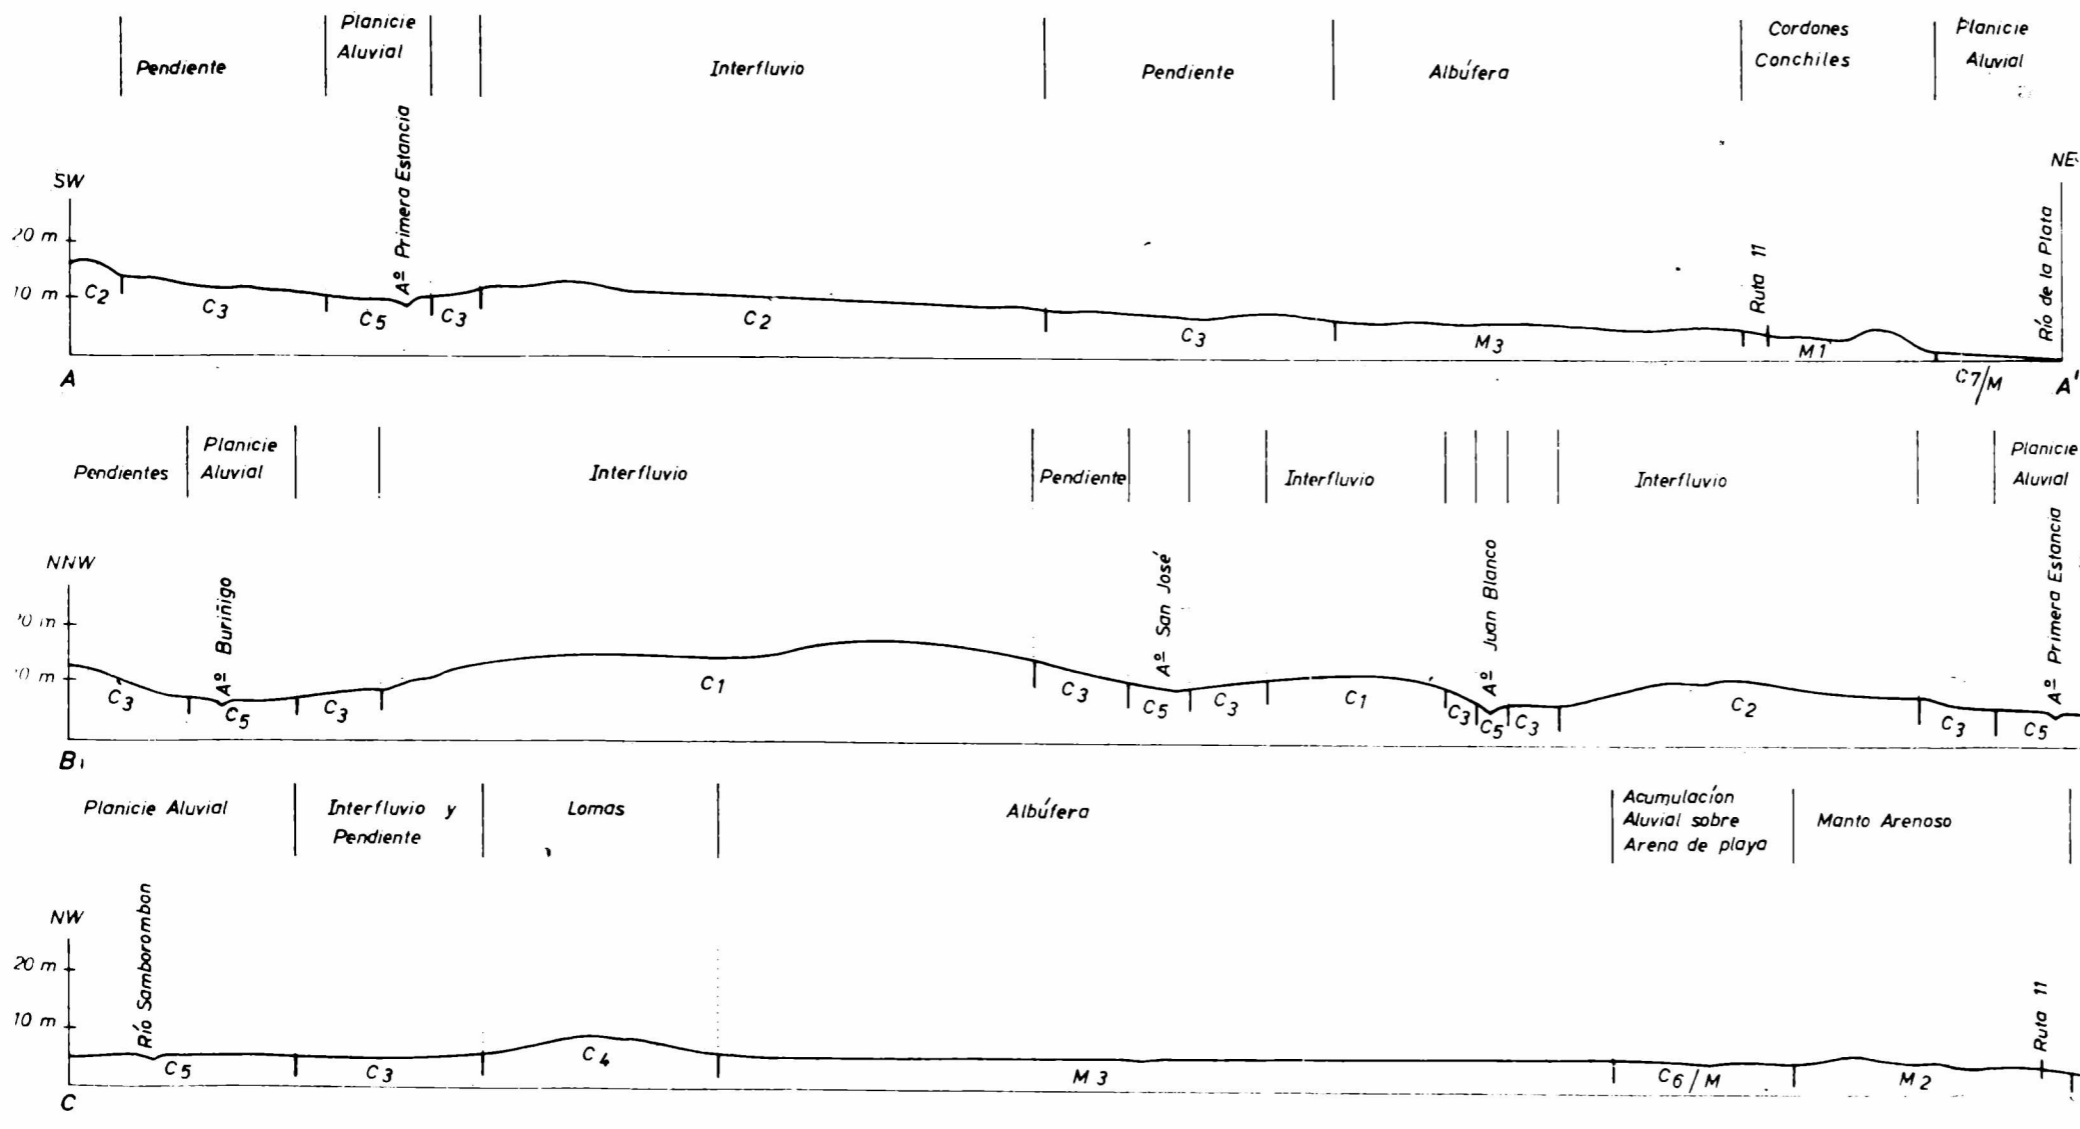 Planicie
Aluvial
Pendiente
Interfluvio
Pendiente
Albúfera
Cordones
Conchiles
Planicie
Aluvial
Aº Primera Estancia
SW
NE
20 m
10 m
Ruta 11
Río de la Plata
C2
C3
C5
C3
C2
C3
M3
M1
C7/M
A
A'
Pendientes
Planicie
Aluvial
Interfluvio
Pendiente
Interfluvio
Interfluvio
Planicie
Aluvial
NNW
Aº Buriñigo
Aº San José
Aº Juan Blanco
Aº Primera Estancia
0 m
0 m
C3
C5
C3
C1
C3
C5
C3
C1
C3
C5
C3
C2
C3
C5
B
Planicie Aluvial
Interfluvio y
Pendiente
Lomas
Albúfera
Acumulacíon
Aluvial sobre
Arena de playa
Manto Arenoso
NW
Río Samborombon
20 m
10 m
Ruta 11
C5
C3
C4
M3
C6/M
M2
C